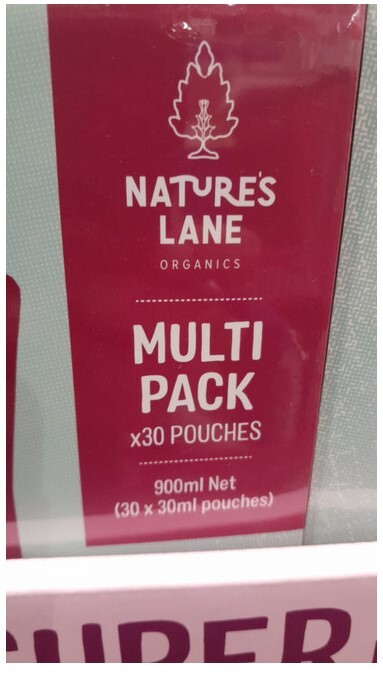 NATURE'S
LANE
ORGANICS
MULTI
PACK
x30 POUCHES
900ml Net
(30 x 30ml pouches)